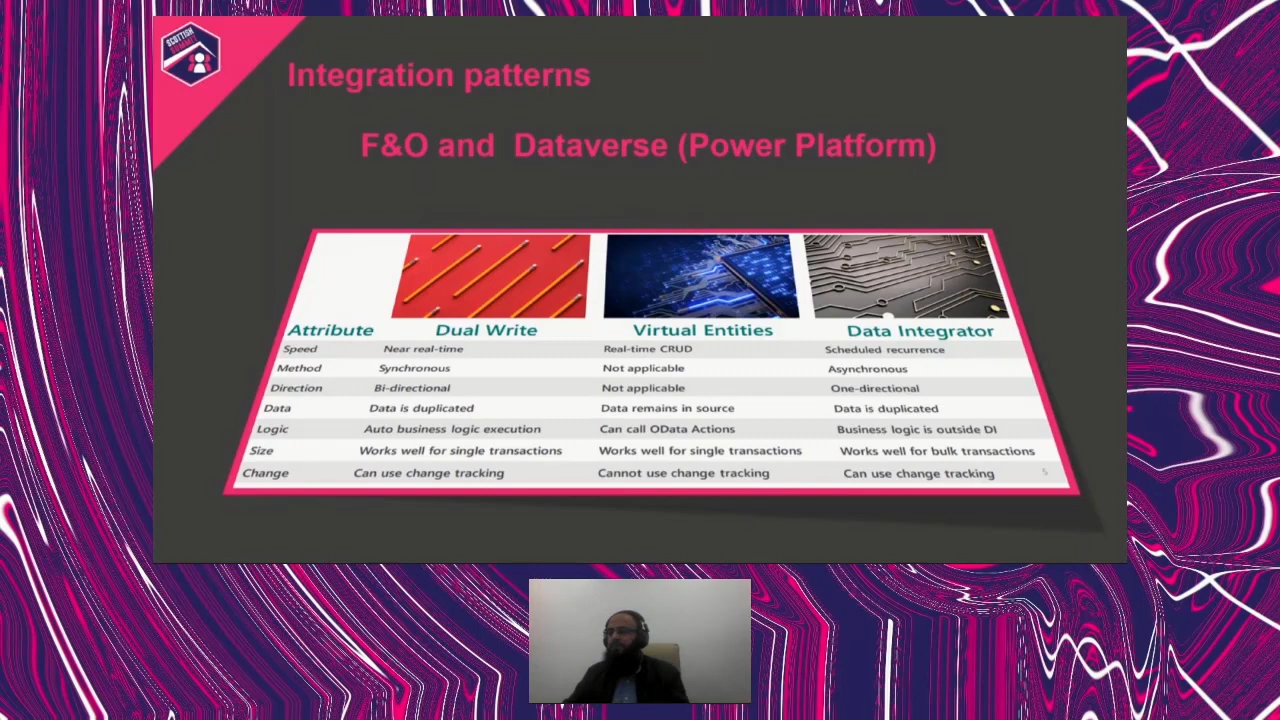 SCOTTISH
SUMMIT
Integration patterns
F&O and Dataverse (Power Platform)
Attribute Dual Write Virtual Entities Data Integrator
Speed Near real-time Real-time CRUD Scheduled recurrence
Method Synchronous Not applicable Asynchronous
Direction Bi-directional Not applicable One-directional
Data Data is duplicated Data remains in source Data is duplicated
Logic Auto business logic execution Can call OData Actions Business logic is outside DI
Size Works well for single transactions Works well for single transactions Works well for bulk transactions
Change Can use change tracking Cannot use change tracking Can use change tracking 5